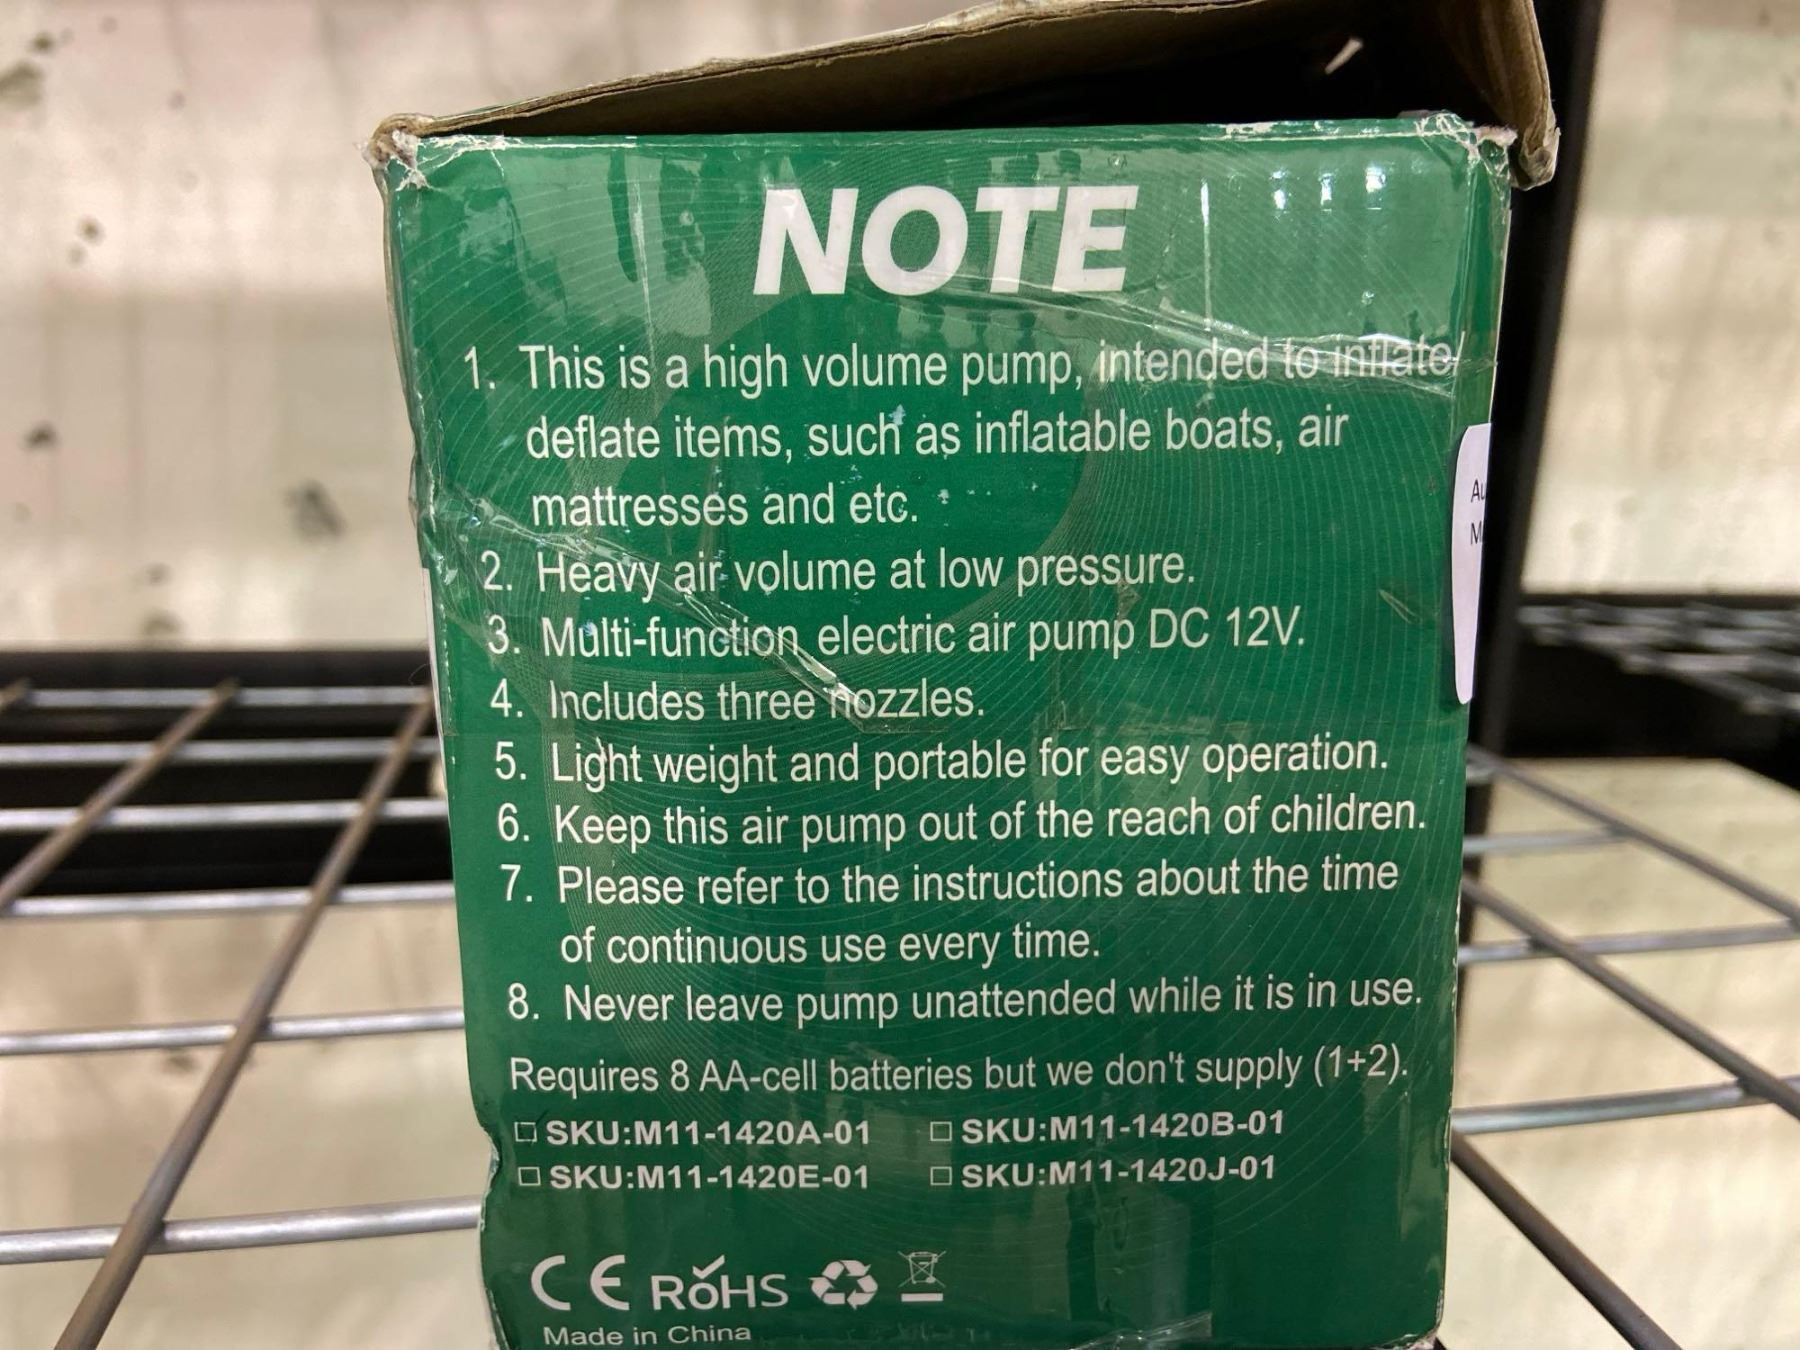 NOTE
1. This is a high volume pump, intended to inflate
deflate items, such as inflatable boats, air
mattresses and etc.
2. Heavy air volume at low pressure.
3. Multi-function electric air pump DC 12V.
4. Includes three nozzles.
5. Light weight and portable for easy operation.
6. Keep this air pump out of the reach of children.
7. Please refer to the instructions about the time
of continuous use every time.
8. Never leave pump unattended while it is in use.
Requires 8 AA-cell batteries but we don't supply (1+2).
SKU:M11-1420A-01 SKU:M11-1420B-01
SKU:M11-1420E-01 SKU:M11-1420J-01
CE RoHS
Made in China